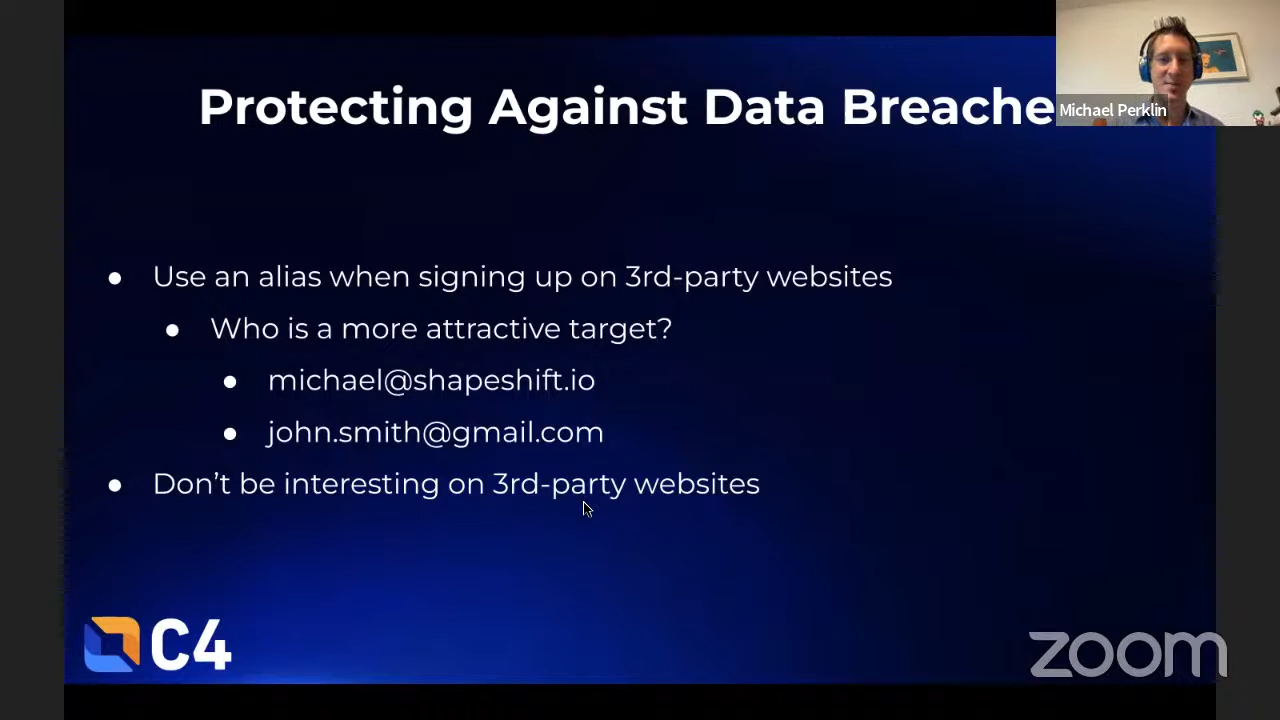 Protecting Against Data Breache
Michael Perklin
● Use an alias when signing up on 3rd-party websites
● Who is a more attractive target?
● michael@shapeshift.io
● john.smith@gmail.com
● Don’t be interesting on 3rd-party websites
C4
zoom